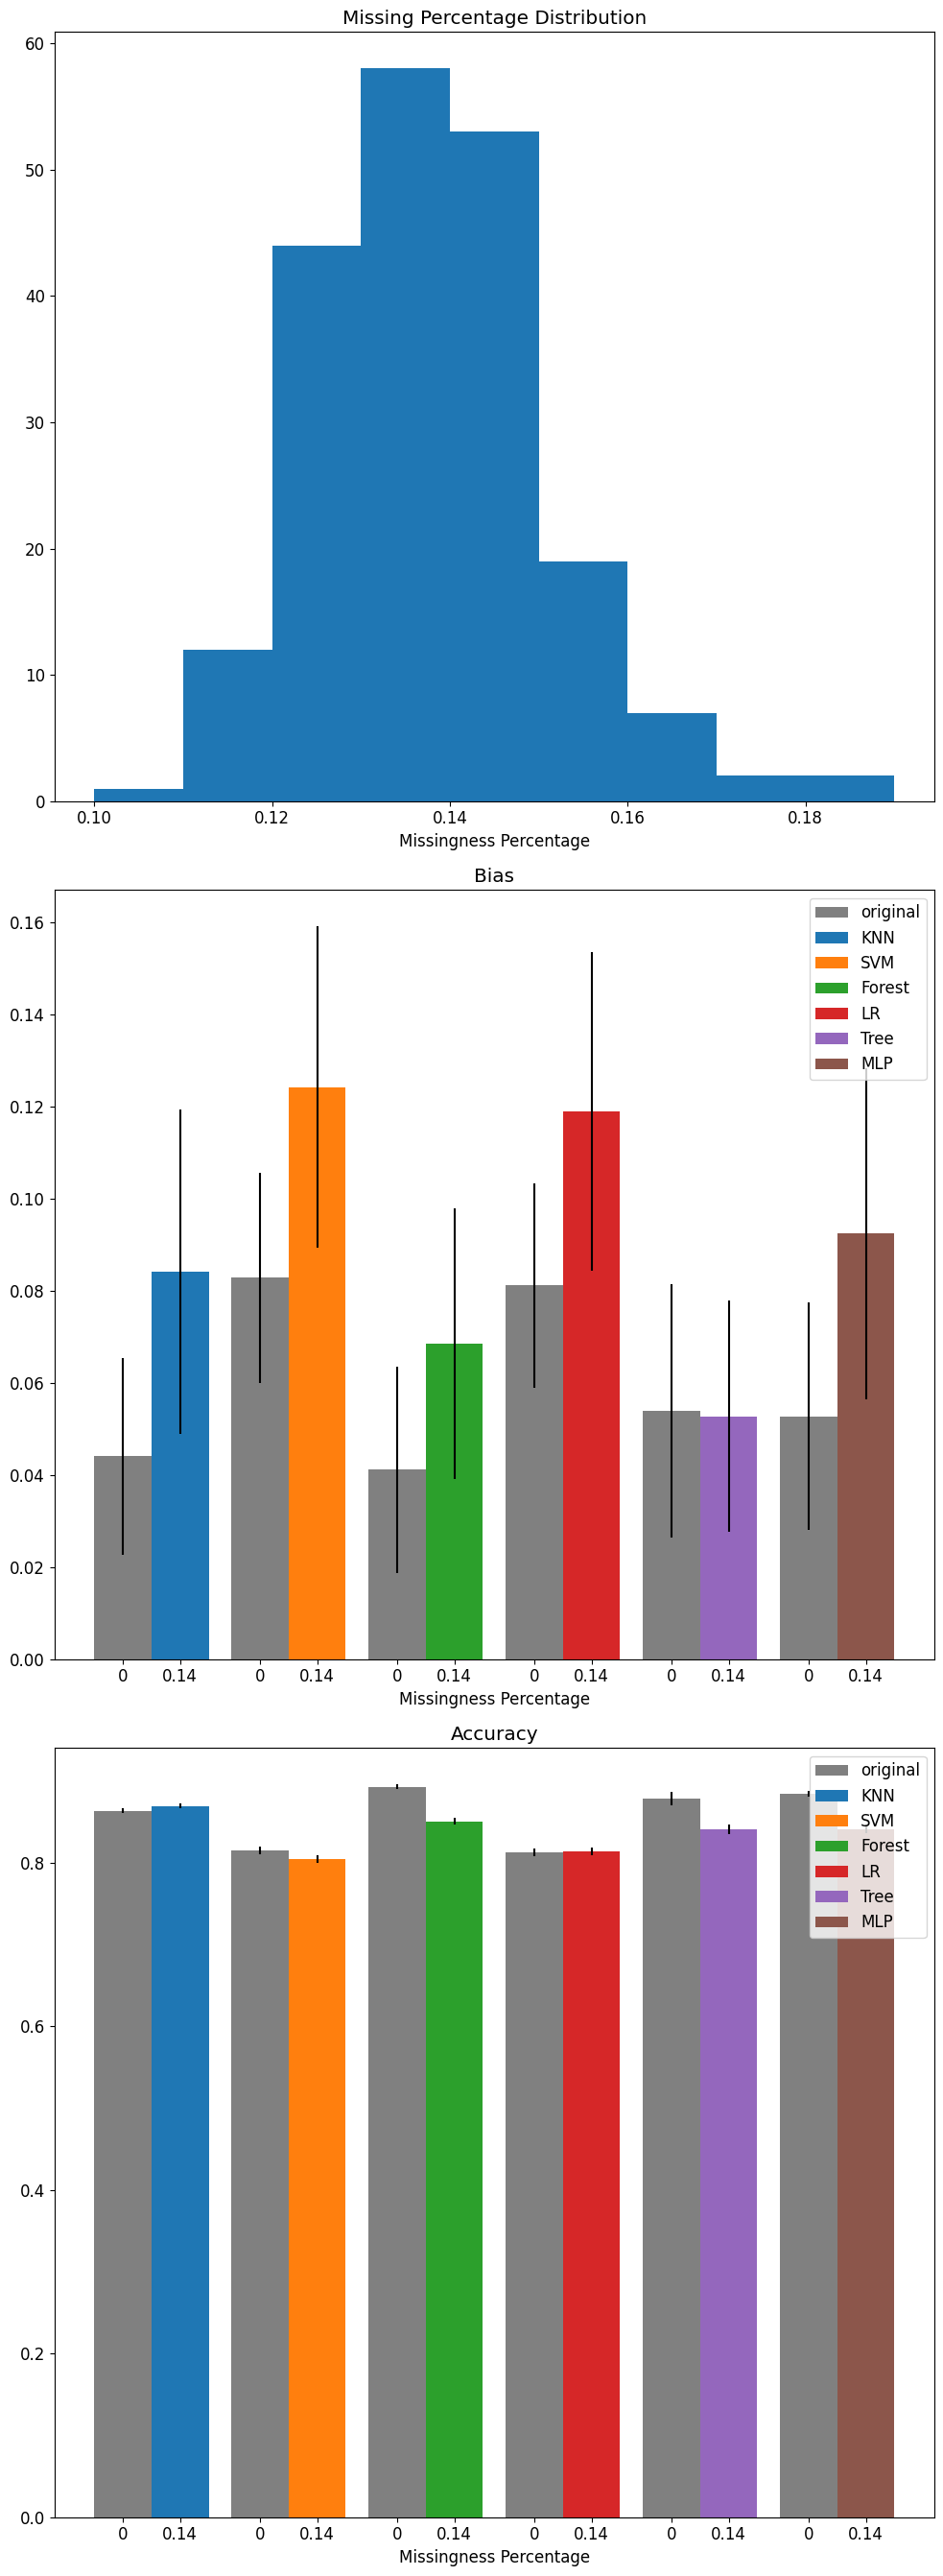 Missing Percentage Distribution
60
50
40
30
20
10
0
0.10 0.12 0.14 0.16 0.18
Missingness Percentage
Bias
0.16
0.14
0.12
0.10
0.08
0.06
0.04
0.02
0.00
original
KNN
SVM
Forest
LR
Tree
MLP
0 0.14 0 0.14 0 0.14 0 0.14 0 0.14 0 0.14
Missingness Percentage
Accuracy
0.8
0.6
0.4
0.2
0.0
original
KNN
SVM
Forest
LR
Tree
MLP
0 0.14 0 0.14 0 0.14 0 0.14 0 0.14 0 0.14
Missingness Percentage